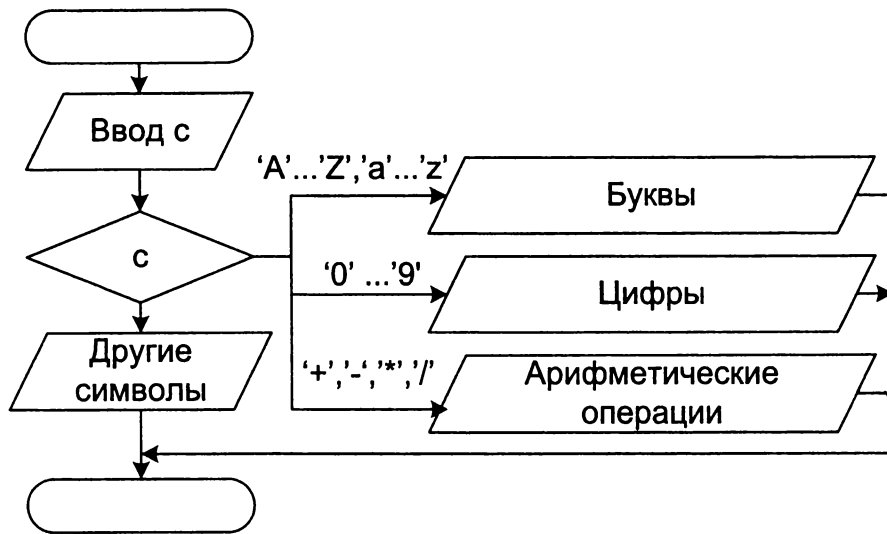 Ввод с
‘A’...’Z’,’a’...’z’
Буквы
с
‘0’ ...’9’
Цифры
Другие
символы
‘+’,’-‘,’*’,’/’
Арифметические
операции